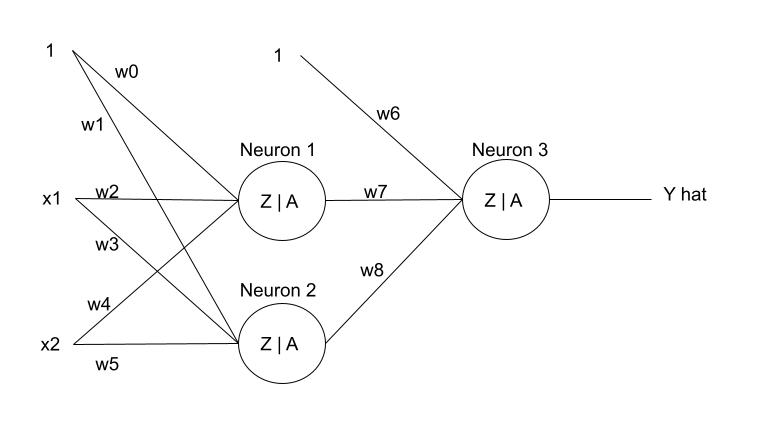 1
1
w0
w6
w1
Neuron 1
Neuron 3
x1
w2
Z | A
w7
Z | A
Y hat
w3
w8
Neuron 2
w4
x2
Z | A
w5